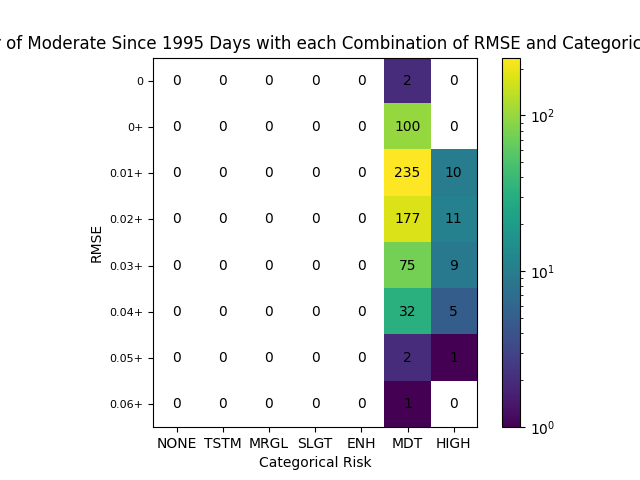 of Moderate Since 1995 Days with each Combination of RMSE and
0 0 0 0 0 0 2 0
0+ 0 0 0 0 0 100 0
0.01+ 0 0 0 0 0 235 10
0.02+ 0 0 0 0 0 177 11
0.03+ 0 0 0 0 0 75 9
0.04+ 0 0 0 0 0 32 5
0.05+ 0 0 0 0 0 2 1
0.06+ 0 0 0 0 0 1 0
NONE TSTM MRGL SLGT ENH MDT HIGH
Categorical Risk
RMSE
10²
10¹
10⁰